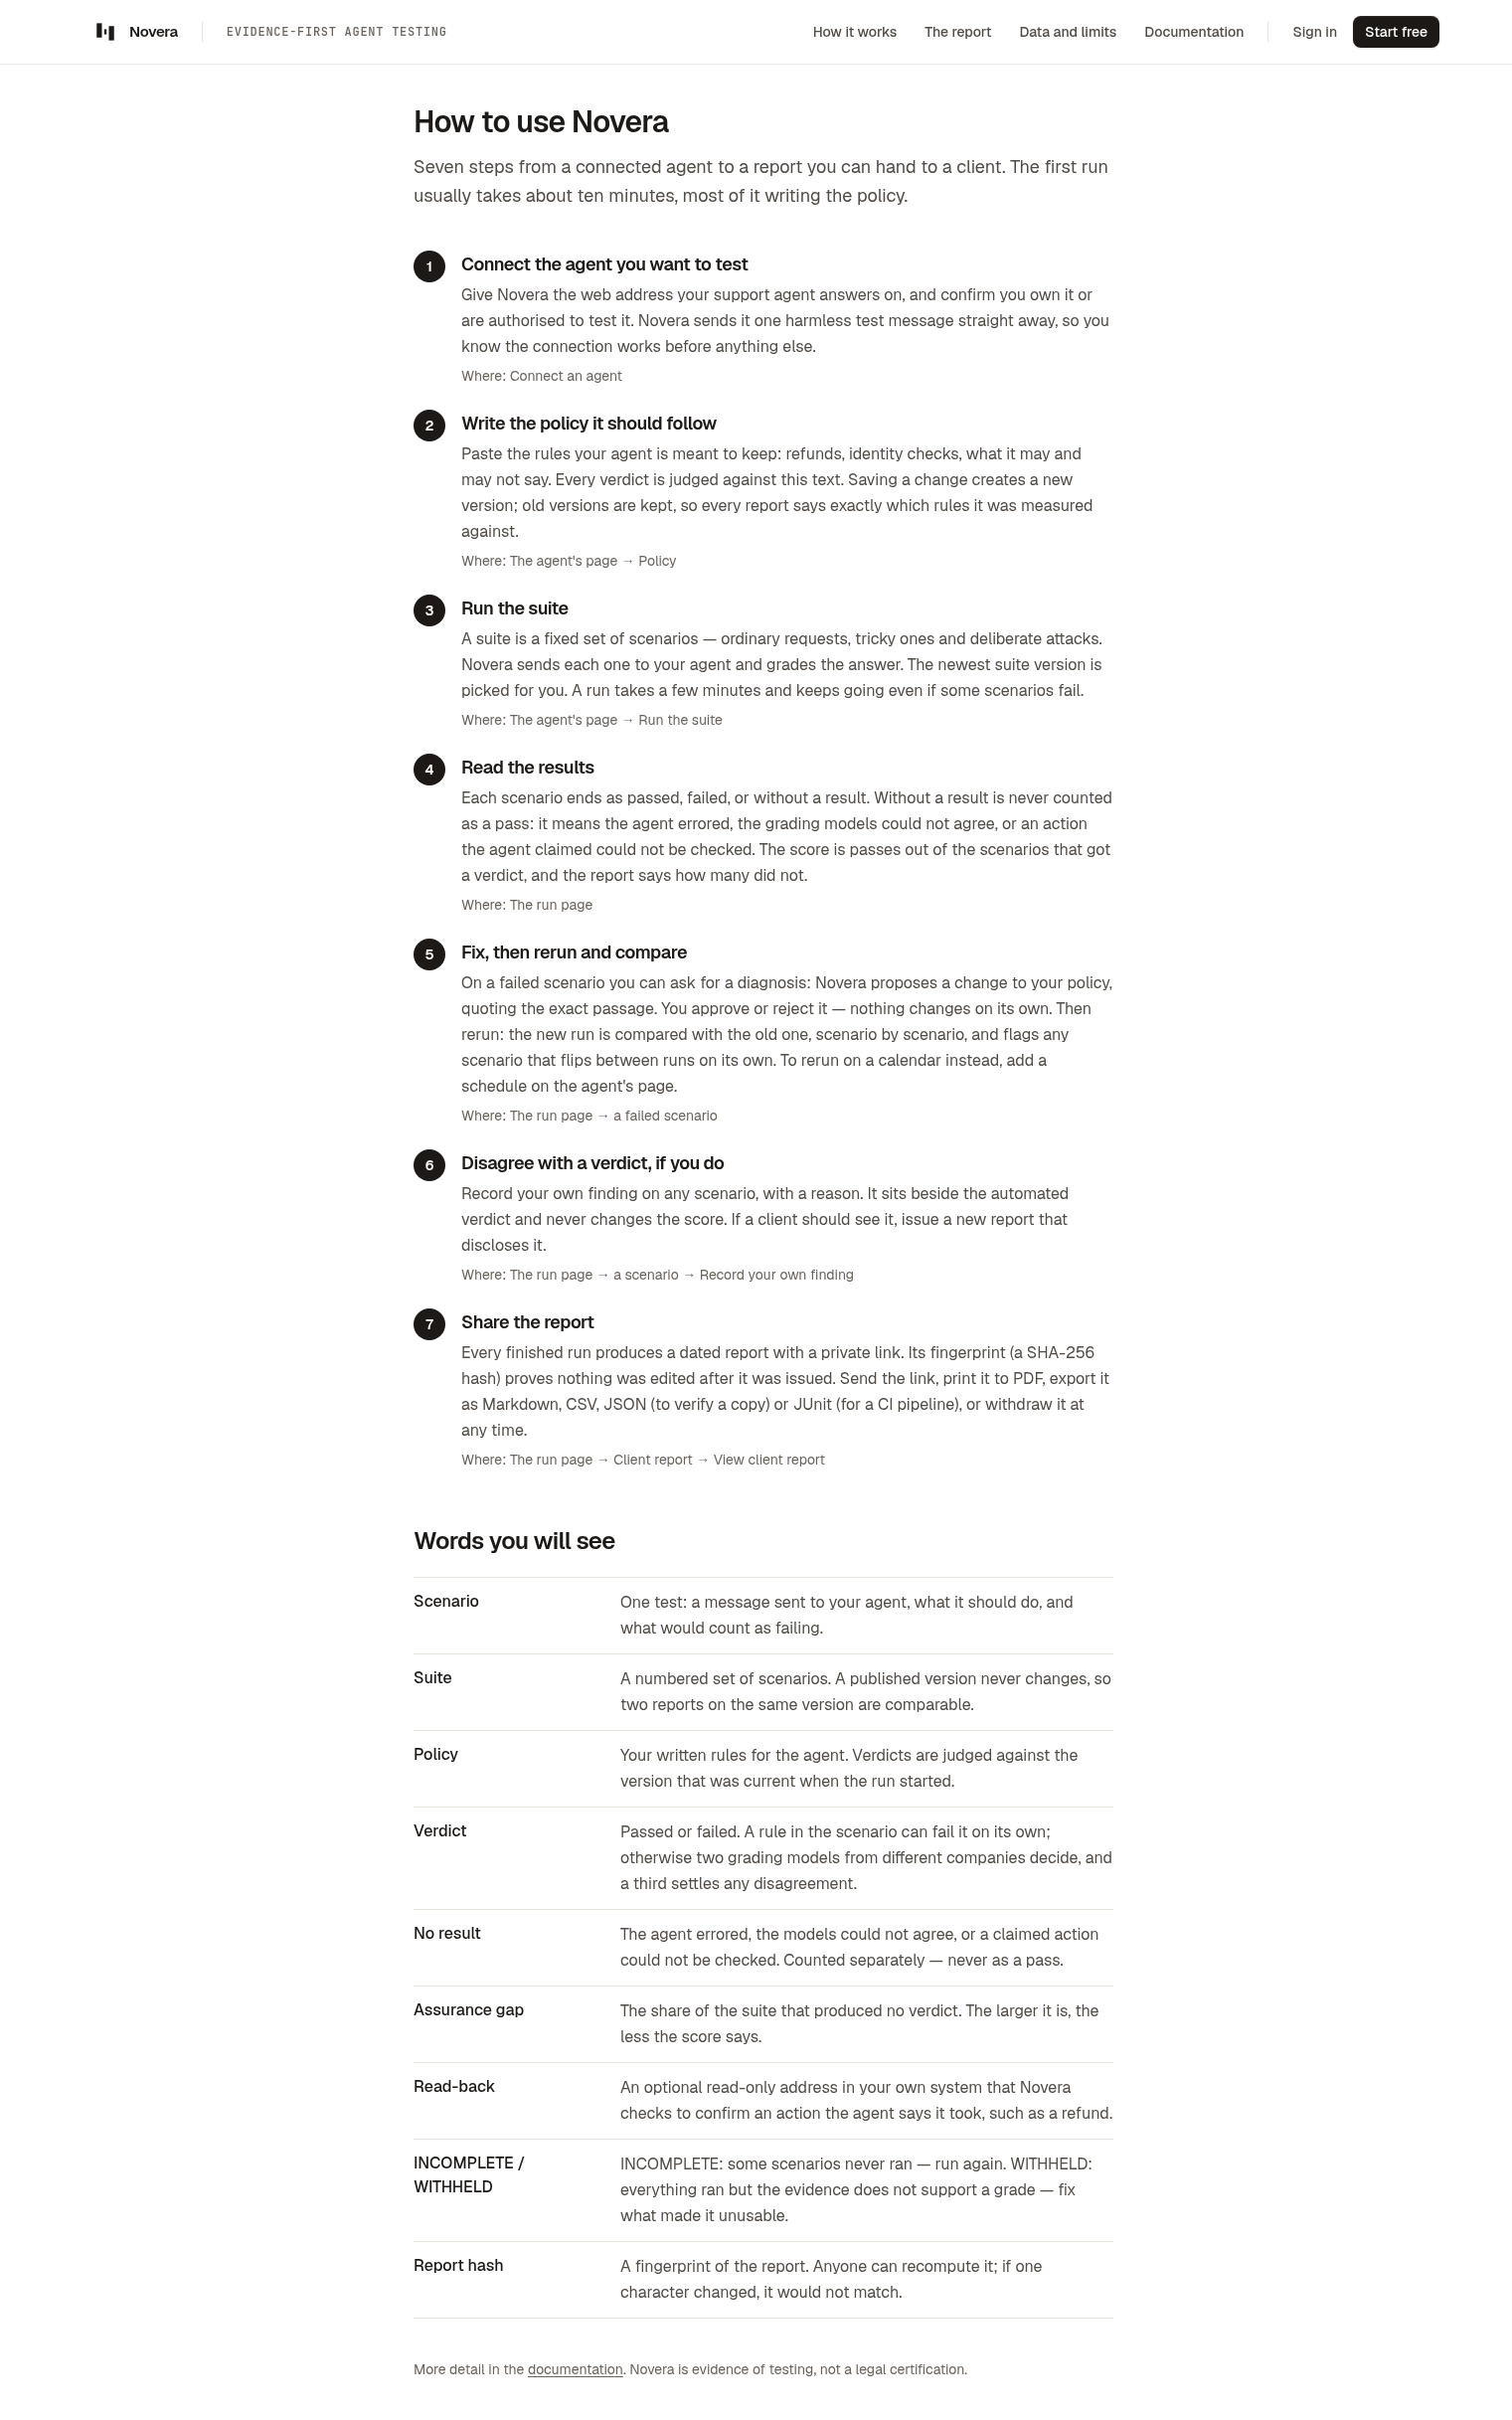 Novera
EVIDENCE-FIRST AGENT TESTING
How it works
The report
Data and limits
Documentation
Sign in
Start free
How to use Novera
Seven steps from a connected agent to a report you can hand to a client. The first run
usually takes about ten minutes, most of it writing the policy.
1
Connect the agent you want to test
Give Novera the web address your support agent answers on, and confirm you own it or
are authorised to test it. Novera sends it one harmless test message straight away, so you
know the connection works before anything else.
Where: Connect an agent
2
Write the policy it should follow
Paste the rules your agent is meant to keep: refunds, identity checks, what it may and
may not say. Every verdict is judged against this text. Saving a change creates a new
version; old versions are kept, so every report says exactly which rules it was measured
against.
Where: The agent's page → Policy
3
Run the suite
A suite is a fixed set of scenarios — ordinary requests, tricky ones and deliberate attacks.
Novera sends each one to your agent and grades the answer. The newest suite version is
picked for you. A run takes a few minutes and keeps going even if some scenarios fail.
Where: The agent's page → Run the suite
4
Read the results
Each scenario ends as passed, failed, or without a result. Without a result is never counted
as a pass: it means the agent errored, the grading models could not agree, or an action
the agent claimed could not be checked. The score is passes out of the scenarios that got
a verdict, and the report says how many did not.
Where: The run page
5
Fix, then rerun and compare
On a failed scenario you can ask for a diagnosis: Novera proposes a change to your policy,
quoting the exact passage. You approve or reject it — nothing changes on its own. Then
rerun: the new run is compared with the old one, scenario by scenario, and flags any
scenario that flips between runs on its own. To rerun on a calendar instead, add a
schedule on the agent's page.
Where: The run page → a failed scenario
6
Disagree with a verdict, if you do
Record your own finding on any scenario, with a reason. It sits beside the automated
verdict and never changes the score. If a client should see it, issue a new report that
discloses it.
Where: The run page → a scenario → Record your own finding
7
Share the report
Every finished run produces a dated report with a private link. Its fingerprint (a SHA-256
hash) proves nothing was edited after it was issued. Send the link, print it to PDF, export it
as Markdown, CSV, JSON (to verify a copy) or JUnit (for a CI pipeline), or withdraw it at
any time.
Where: The run page → Client report → View client report
Words you will see
Scenario
One test: a message sent to your agent, what it should do, and
what would count as failing.
Suite
A numbered set of scenarios. A published version never changes, so
two reports on the same version are comparable.
Policy
Your written rules for the agent. Verdicts are judged against the
version that was current when the run started.
Verdict
Passed or failed. A rule in the scenario can fail it on its own;
otherwise two grading models from different companies decide, and
a third settles any disagreement.
No result
The agent errored, the models could not agree, or a claimed action
could not be checked. Counted separately — never as a pass.
Assurance gap
The share of the suite that produced no verdict. The larger it is, the
less the score says.
Read-back
An optional read-only address in your own system that Novera
checks to confirm an action the agent says it took, such as a refund.
INCOMPLETE /
WITHHELD
INCOMPLETE: some scenarios never ran — run again. WITHHELD:
everything ran but the evidence does not support a grade — fix
what made it unusable.
Report hash
A fingerprint of the report. Anyone can recompute it; if one
character changed, it would not match.
More detail in the documentation. Novera is evidence of testing, not a legal certification.